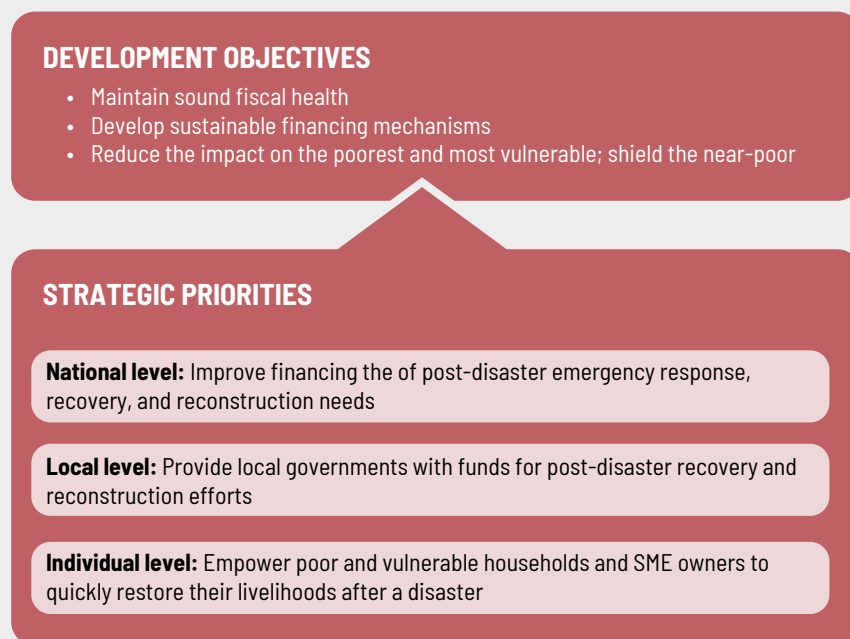 DEVELOPMENT OBJECTIVES
• Maintain sound fiscal health
• Develop sustainable financing mechanisms
• Reduce the impact on the poorest and most vulnerable; shield the near-poor
STRATEGIC PRIORITIES
National level: Improve financing the of post-disaster emergency response,
recovery, and reconstruction needs
Local level: Provide local governments with funds for post-disaster recovery and
reconstruction efforts
Individual level: Empower poor and vulnerable households and SME owners to
quickly restore their livelihoods after a disaster